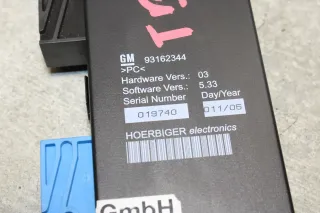 GM 93162344
>PC<
Hardware Vers.: 03
Software Vers.: 5.33
Serial Number Day/Year
019740 011/05
HOERBIGER electronics
GmbH